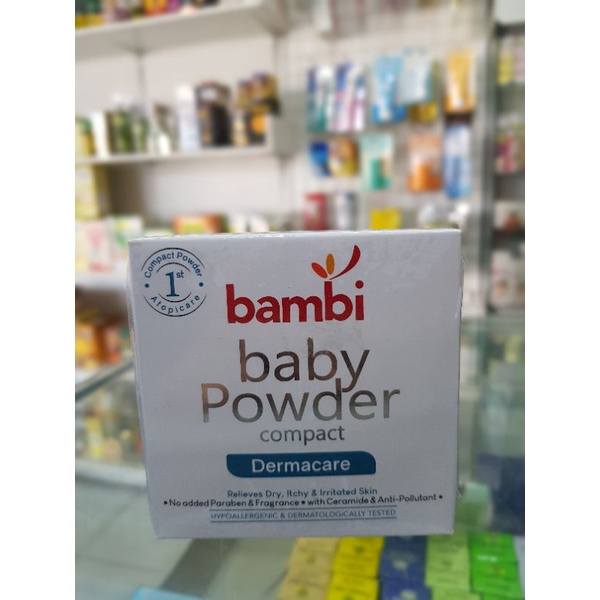 Compact Powder
1st
Atopicare
bambi
baby
Powder
compact
Dermacare
Relieves Dry, Itchy & Irritated Skin
• No added Paraben & Fragrance • with Ceramide & Anti-Pollutant •
HYPOALLERGENIC & DERMATOLOGICALLY TESTED